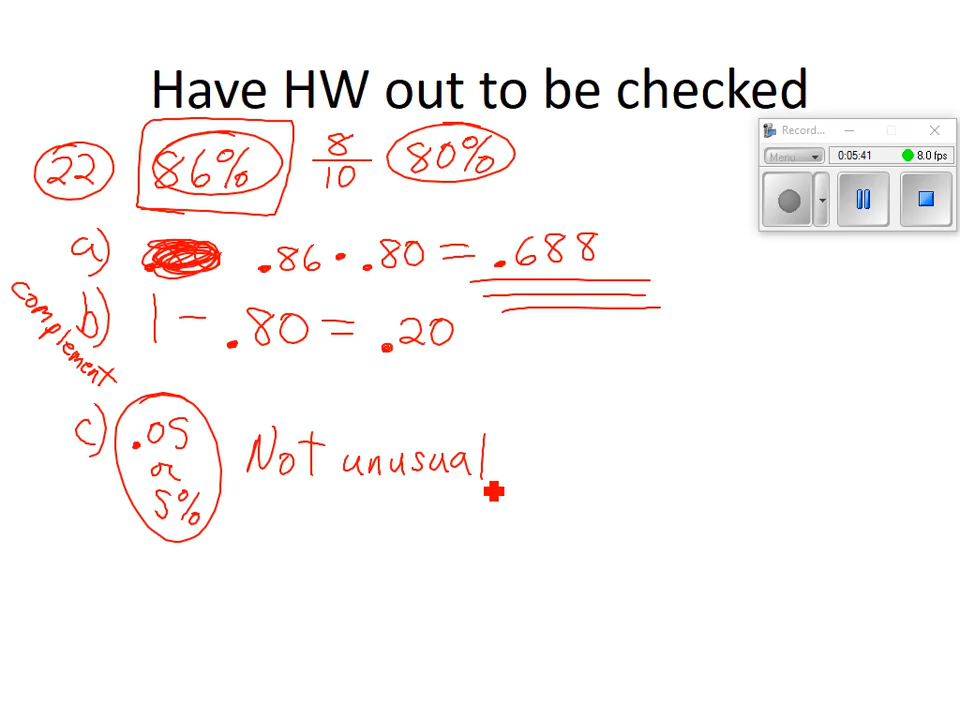 Have HW out to be checked
Record...
Menu
0:05:41
8.0 fps
22 86% 8/10 80%
a) .86 · .80 = .688
complement
b) 1 - .80 = .20
c) .05 or 5% Not unusual